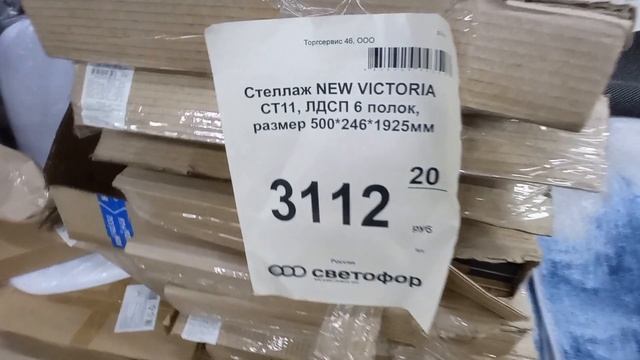 Торгсервис 46, ООО
Стеллаж NEW VICTORIA
СТ11, ЛДСП 6 полок,
размер 500*246*1925мм
3112 20
руб
Россия
светофор